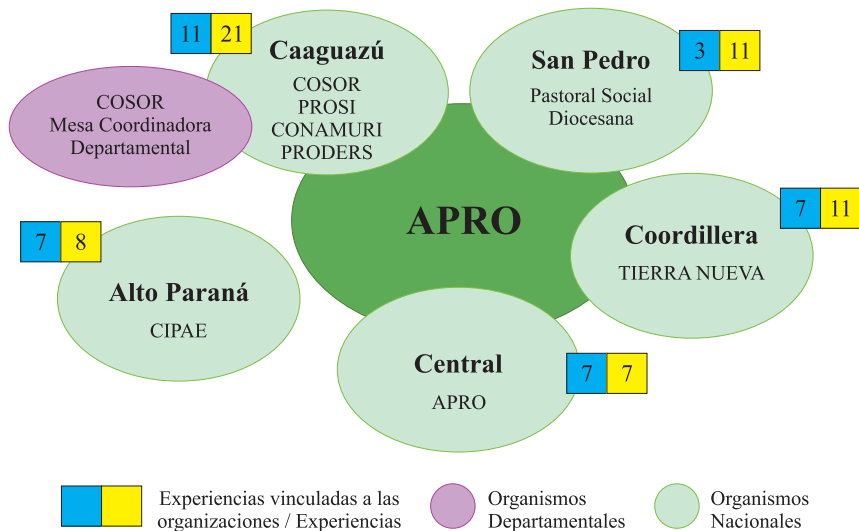 11 21
Caaguazú
COSOR
PROSI
CONAMURI
PRODERS
COSOR
Mesa Coordinadora
Departamental
San Pedro
3 11
Pastoral Social
Diocesana
APRO
7 11
Coordillera
TIERRA NUEVA
7 8
Alto Paraná
CIPAE
Central
APRO
7 7
Experiencias vinculadas a las
organizaciones / Experiencias
Organismos
Departamentales
Organismos
Nacionales